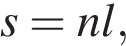 s = nl,